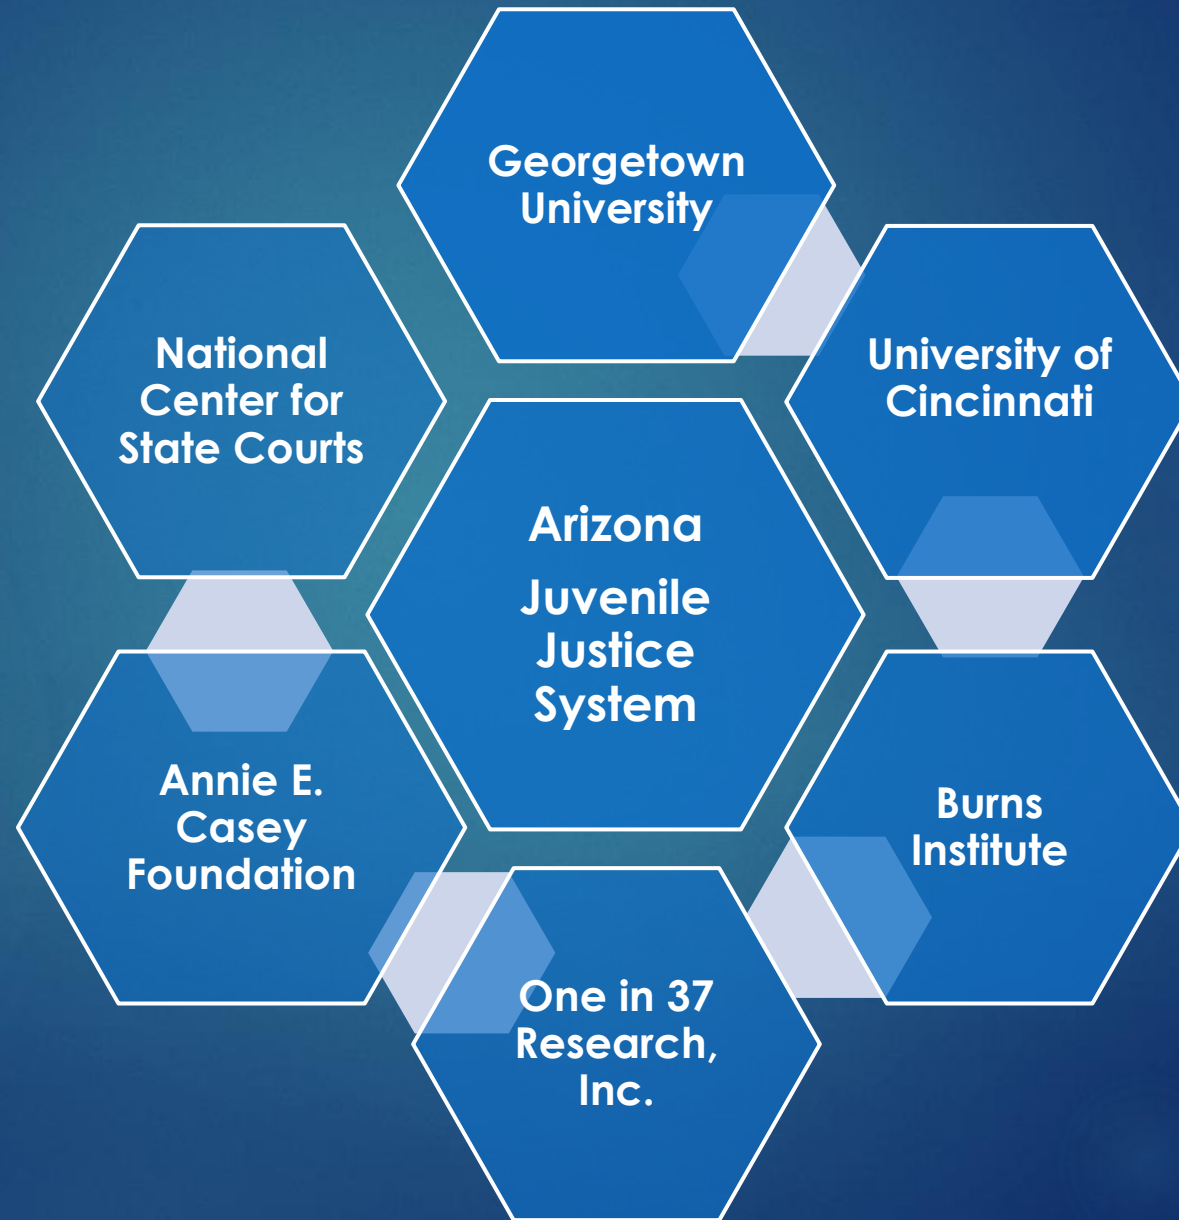 Georgetown
University
National
Center for
State Courts
University of
Cincinnati
Arizona
Juvenile
Justice
System
Annie E.
Casey
Foundation
Burns
Institute
One in 37
Research,
Inc.